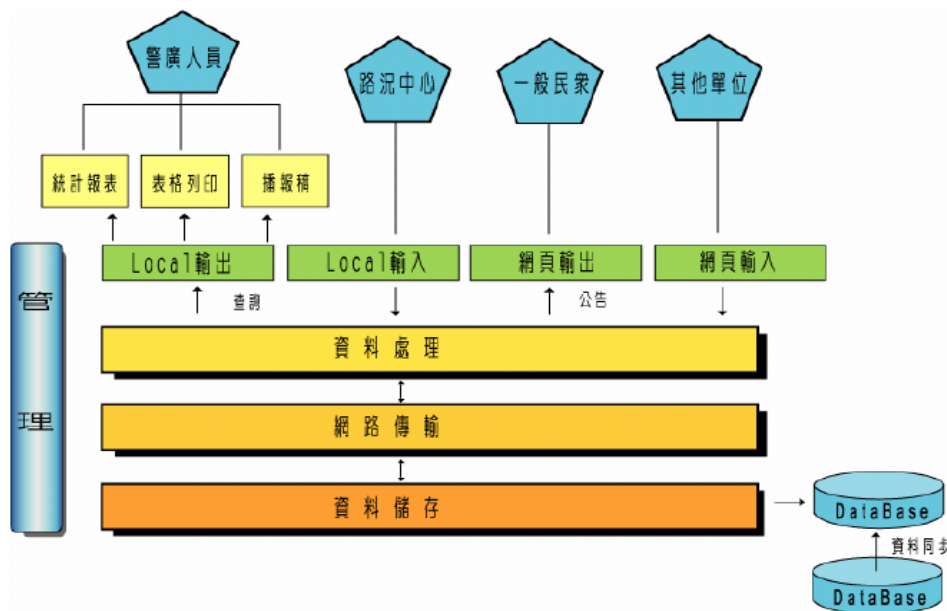 警廣人員
路況中心
一般民眾
其他單位
統計報表
表格列印
播報稿
Local輸出
Local輸入
網頁輸出
網頁輸入
查詢
公告
管理
資料處理
網路傳輸
資料儲存
DataBase
資料同步
DataBase